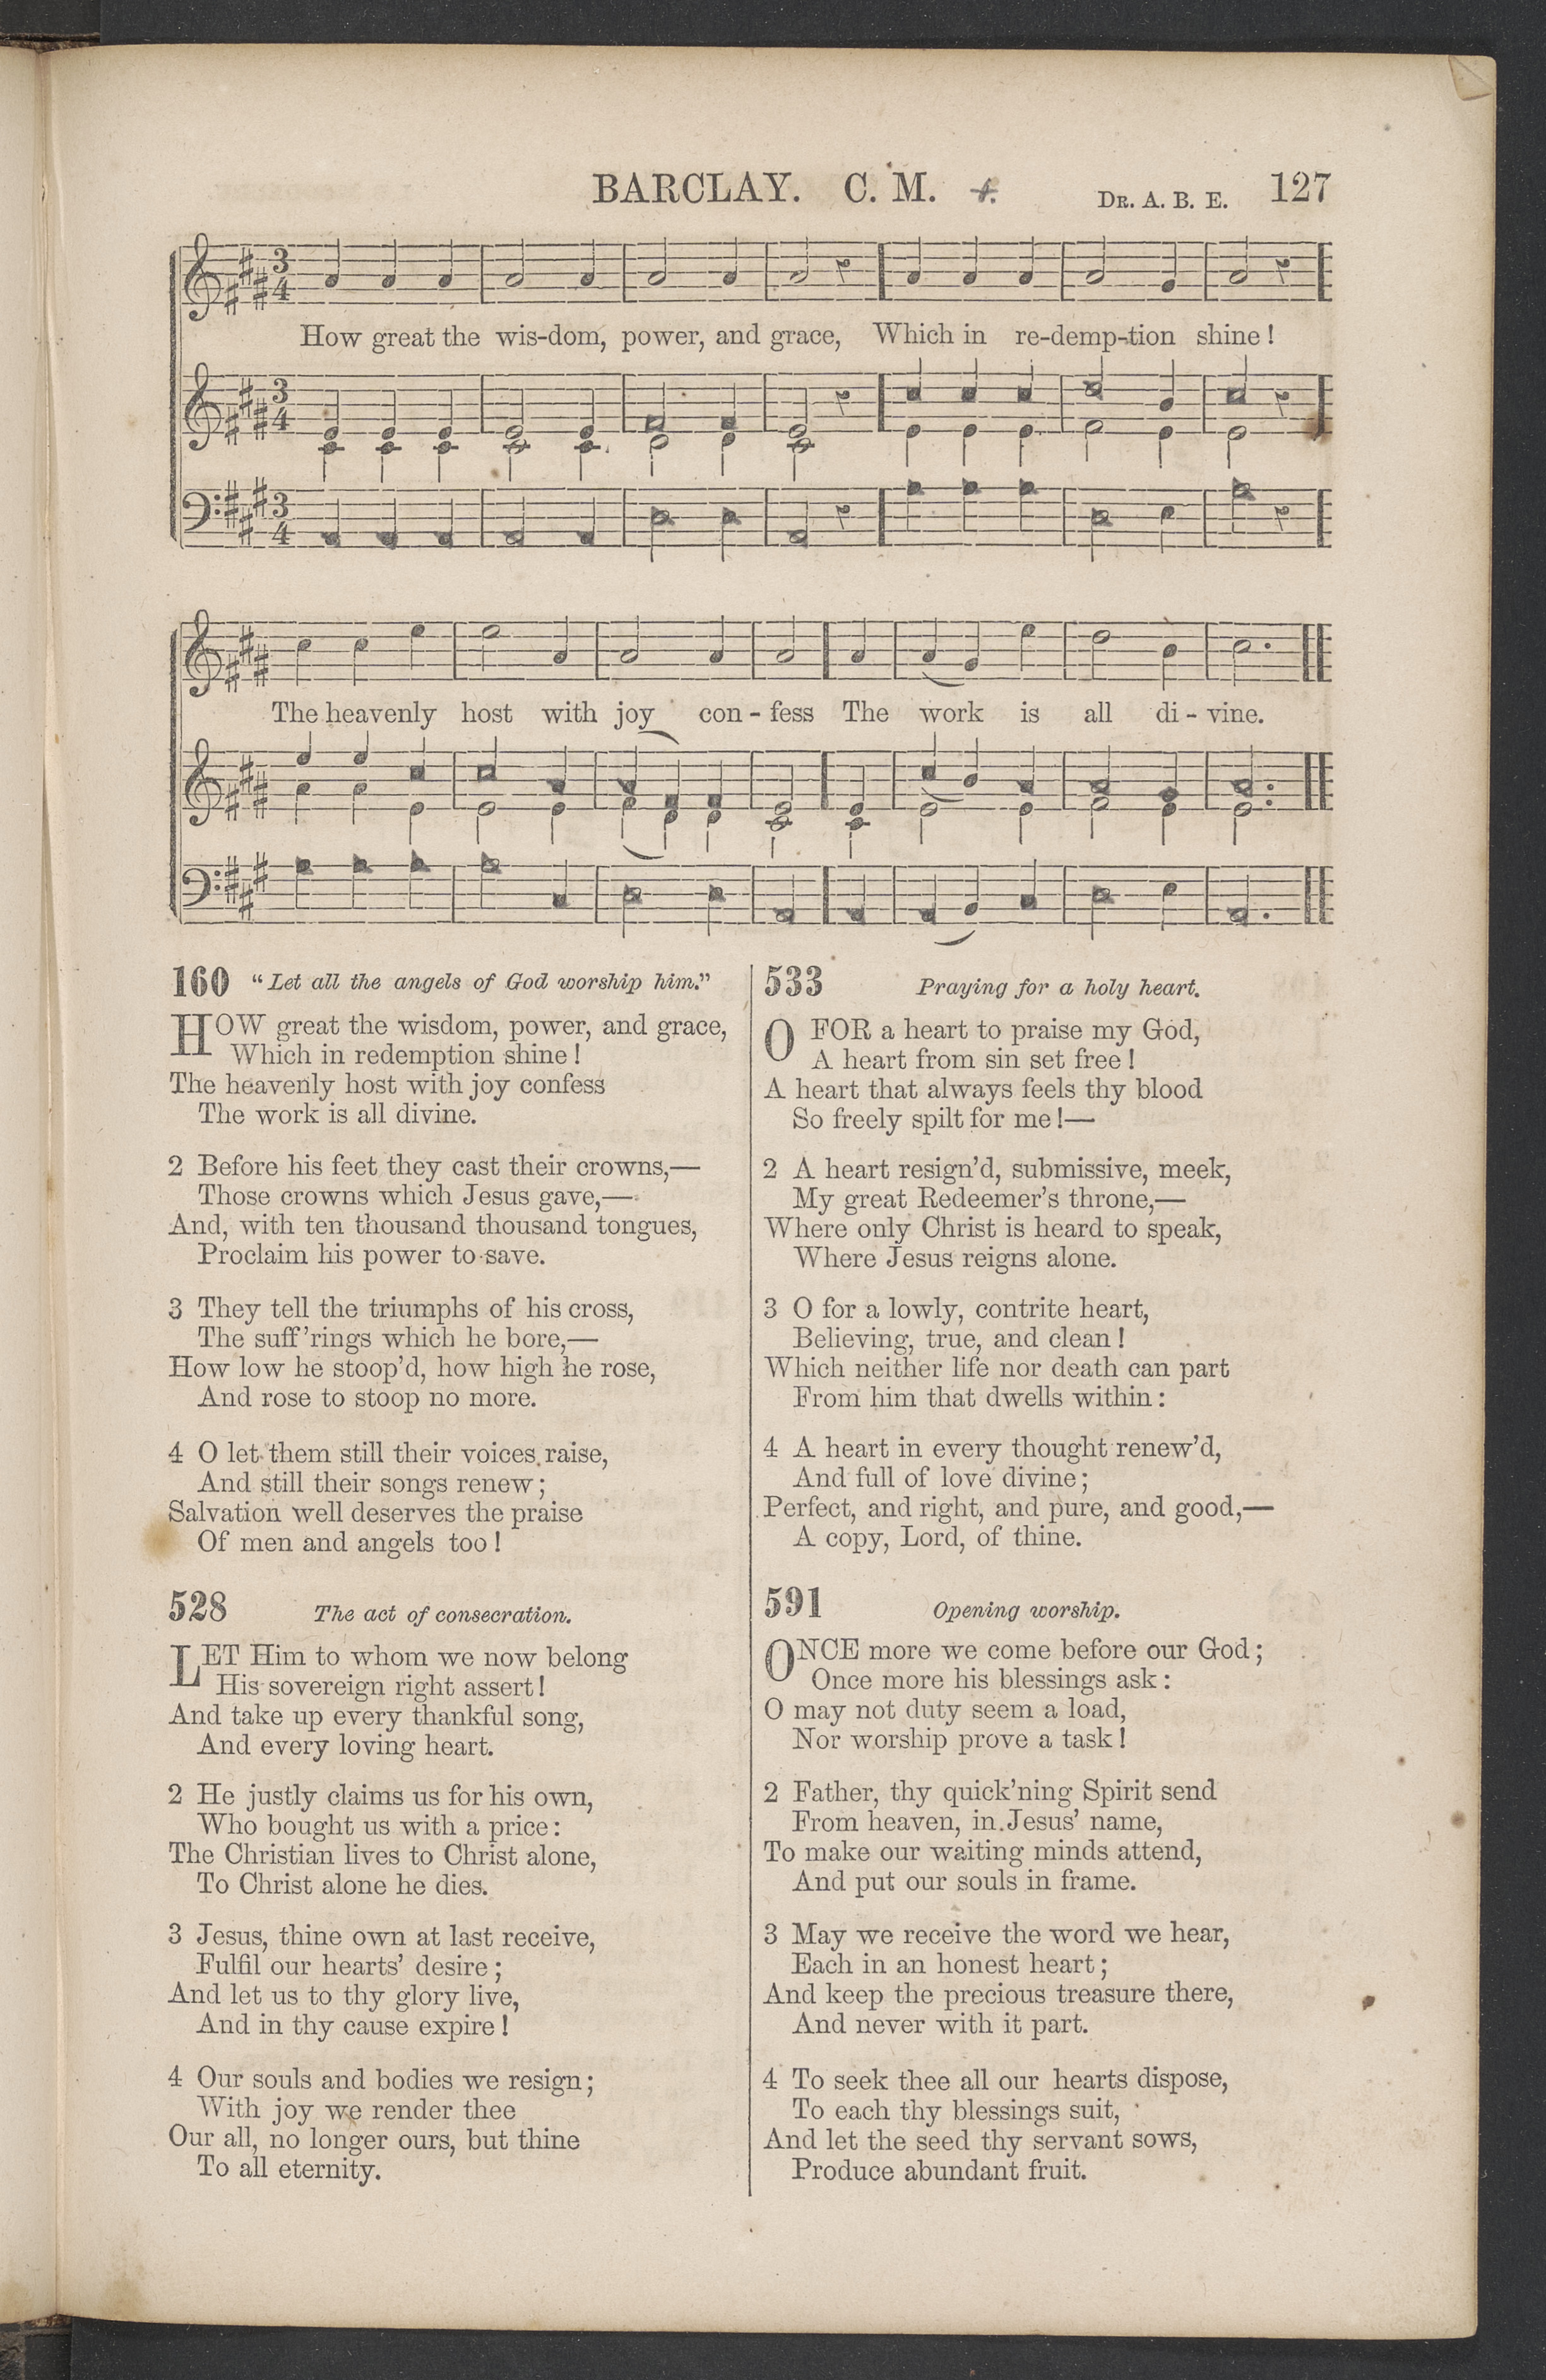 BARCLAY. C. M. DR. A. B. E. 127
How great the wis-dom, power, and grace, Which in re-demp-tion shine!
The heavenly host with joy con-fess The work is all di-vine.
160 "Let all the angels of God worship him."
HOW great the wisdom, power, and grace,
Which in redemption shine!
The heavenly host with joy confess
The work is all divine.
2 Before his feet they cast their crowns,—
Those crowns which Jesus gave,—
And, with ten thousand thousand tongues,
Proclaim his power to save.
3 They tell the triumphs of his cross,
The suff'rings which he bore,—
How low he stoop'd, how high he rose,
And rose to stoop no more.
4 O let them still their voices raise,
And still their songs renew;
Salvation well deserves the praise
Of men and angels too!
528 The act of consecration.
LET Him to whom we now belong
His sovereign right assert!
And take up every thankful song,
And every loving heart.
2 He justly claims us for his own,
Who bought us with a price:
The Christian lives to Christ alone,
To Christ alone he dies.
3 Jesus, thine own at last receive,
Fulfil our hearts' desire;
And let us to thy glory live,
And in thy cause expire!
4 Our souls and bodies we resign;
With joy we render thee
Our all, no longer ours, but thine
To all eternity.
533 Praying for a holy heart.
O FOR a heart to praise my God,
A heart from sin set free!
A heart that always feels thy blood
So freely spilt for me!—
2 A heart resign'd, submissive, meek,
My great Redeemer's throne,—
Where only Christ is heard to speak,
Where Jesus reigns alone.
3 O for a lowly, contrite heart,
Believing, true, and clean!
Which neither life nor death can part
From him that dwells within:
4 A heart in every thought renew'd,
And full of love divine;
Perfect, and right, and pure, and good,—
A copy, Lord, of thine.
591 Opening worship.
ONCE more we come before our God;
Once more his blessings ask:
O may not duty seem a load,
Nor worship prove a task!
2 Father, thy quick'ning Spirit send
From heaven, in Jesus' name,
To make our waiting minds attend,
And put our souls in frame.
3 May we receive the word we hear,
Each in an honest heart;
And keep the precious treasure there,
And never with it part.
4 To seek thee all our hearts dispose,
To each thy blessings suit,
And let the seed thy servant sows,
Produce abundant fruit.